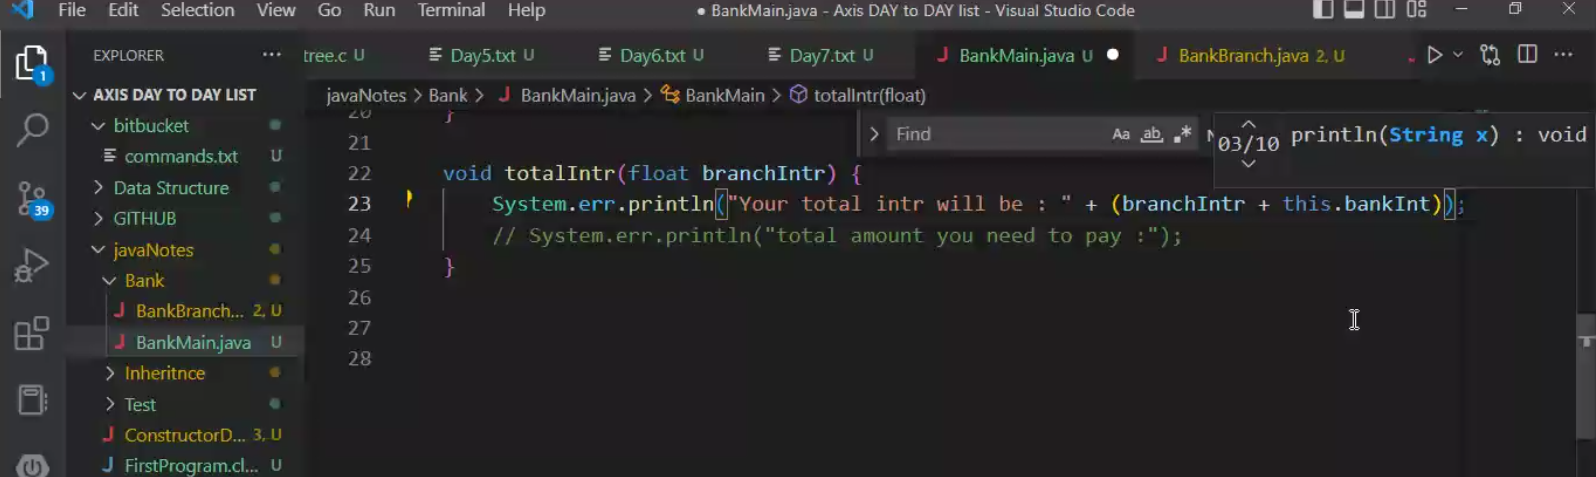 File Edit Selection View Go Run Terminal Help ● BankMain.java - Axis DAY to DAY list - Visual Studio Code
EXPLORER ··· tree.c U Day5.txt U Day6.txt U Day7.txt U BankMain.java U ● BankBranch.java 2, U ···
1
AXIS DAY TO DAY LIST
javaNotes > Bank > BankMain.java > BankMain > totalIntr(float)
bitbucket
commands.txt U
Data Structure
39
GITHUB
javaNotes
Bank
BankBranch... 2, U
BankMain.java U
Inheritnce
Test
ConstructorD... 3, U
FirstProgram.cl... U
Find Aa ab
03/10 println(String x) : void
20 }
21
22 void totalIntr(float branchIntr) {
23 System.err.println("Your total intr will be : " + (branchIntr + this.bankInt));
24 // System.err.println("total amount you need to pay :");
25 }
26
27
28